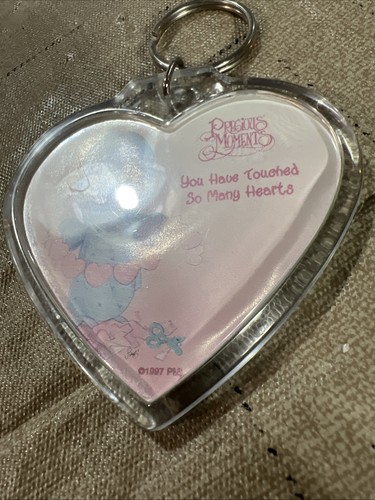 PRECIOUS
MOMENTS
You Have Touched
So Many Hearts
©1997 PMI